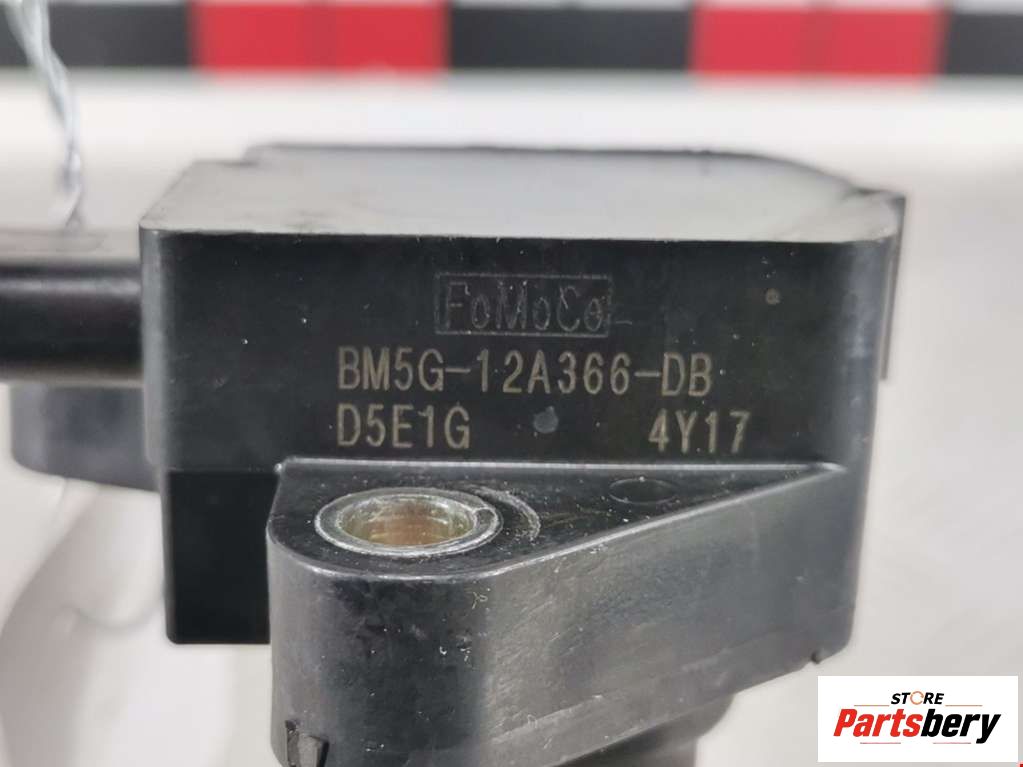 FoMoCo
BM5G-12A366-DB
D5E1G 4Y17
STORE
Partsbery